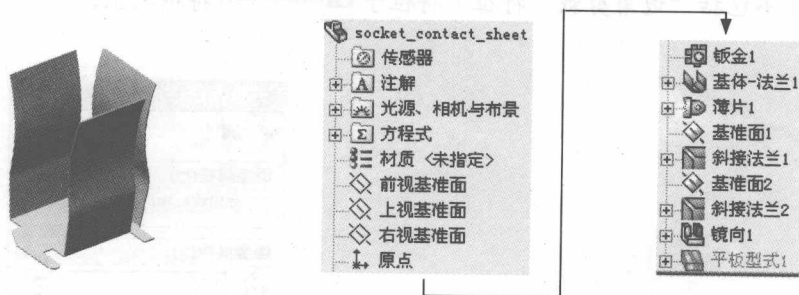 socket_contact_sheet
传感器
A 注解
光源、相机与布景
Σ 方程式
材质 <未指定>
前视基准面
上视基准面
右视基准面
原点
钣金1
基体-法兰1
薄片1
基准面1
斜接法兰1
基准面2
斜接法兰2
镜向1
平板型式1